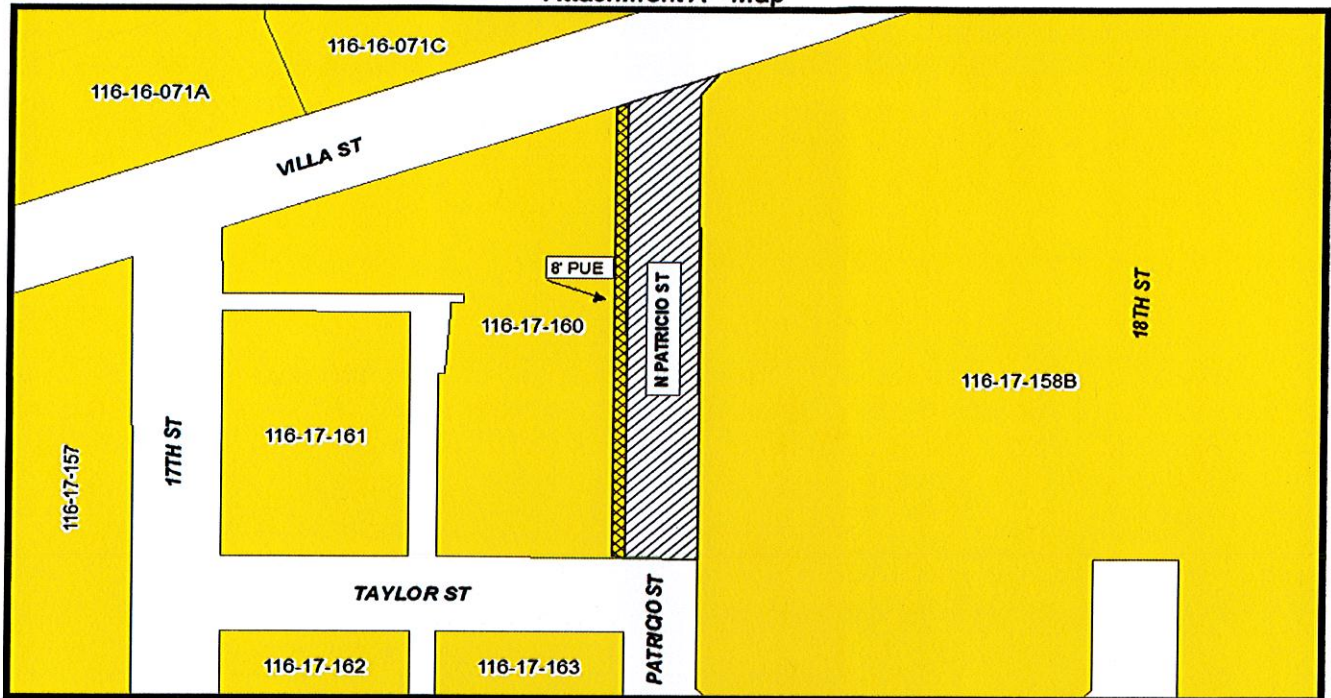 116-16-071C
116-16-071A
VILLA ST
8' PUE
N PATRICIO ST
18TH ST
116-17-160
116-17-158B
116-17-161
17TH ST
116-17-157
TAYLOR ST
PATRICIO ST
116-17-162
116-17-163